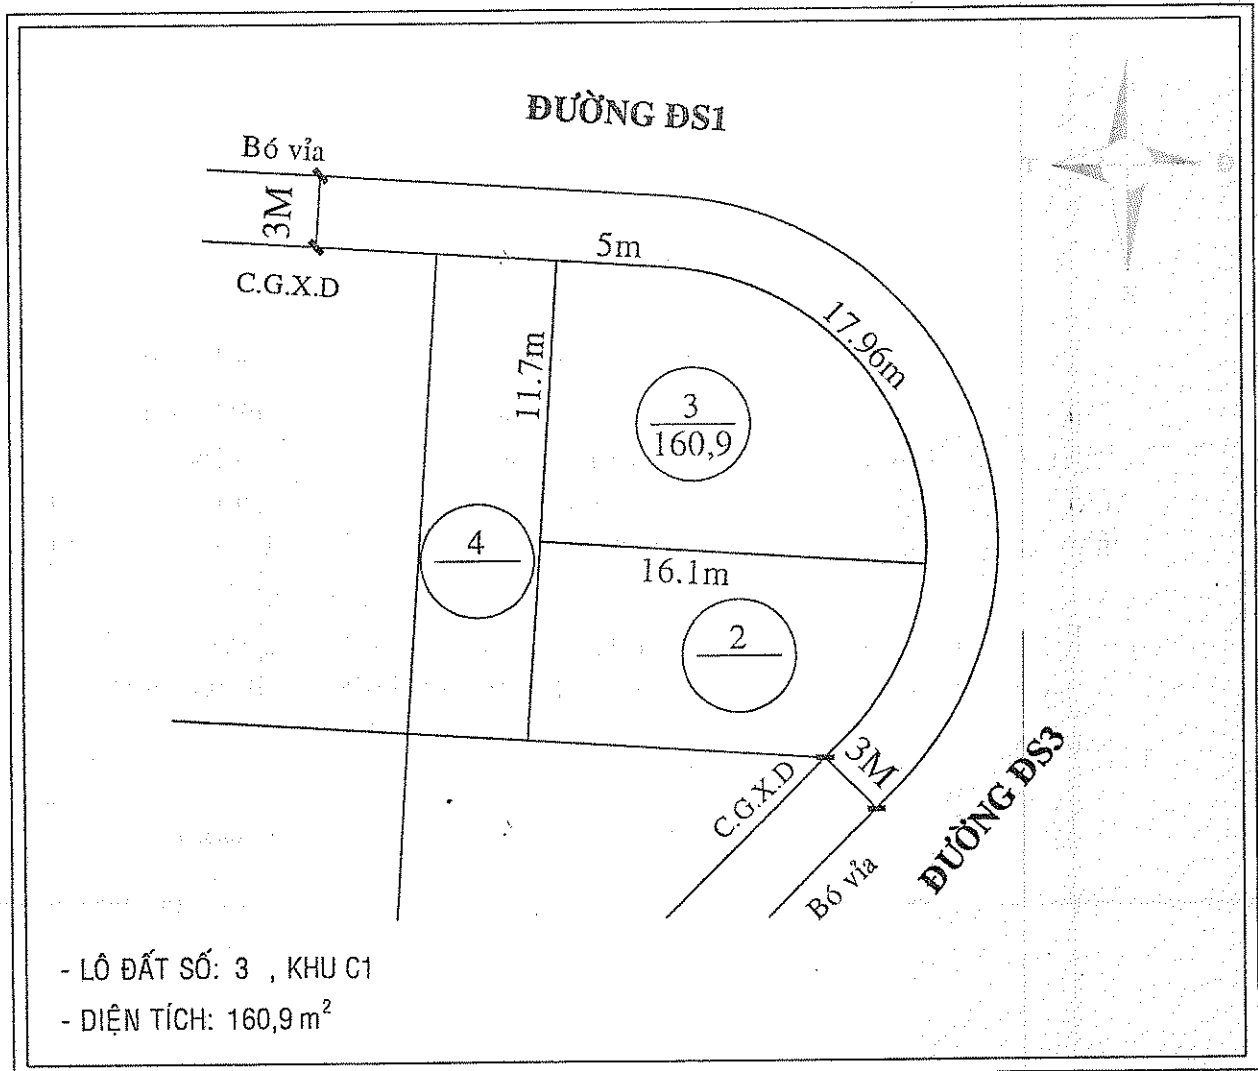 ĐƯỜNG ĐS1
Bó vỉa
3M
5m
C.G.X.D
17.96m
11.7m
3
160,9
4
16.1m
2
3M
C.G.X.D
ĐƯỜNG ĐS3
Bó vỉa
T
Đ
- LÔ ĐẤT SỐ: 3 , KHU C1
- DIỆN TÍCH: 160,9 m²